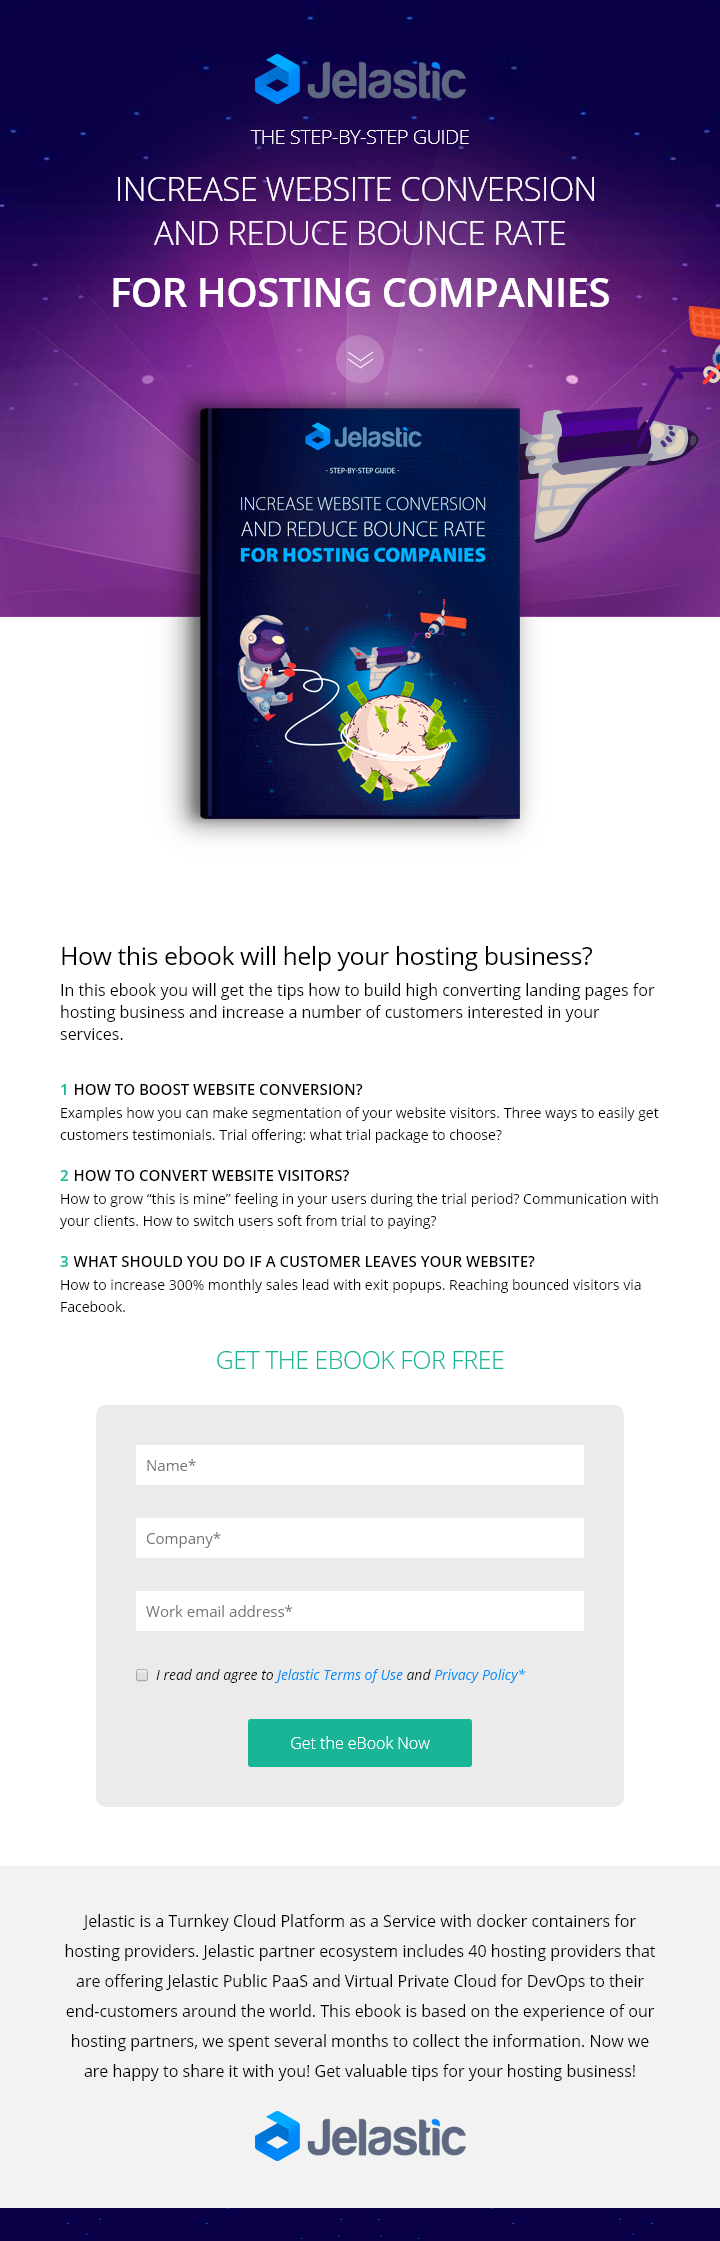 Jelastic
THE STEP-BY-STEP GUIDE
INCREASE WEBSITE CONVERSION
AND REDUCE BOUNCE RATE
FOR HOSTING COMPANIES
Jelastic
- STEP-BY-STEP GUIDE -
INCREASE WEBSITE CONVERSION
AND REDUCE BOUNCE RATE
FOR HOSTING COMPANIES
How this ebook will help your hosting business?
In this ebook you will get the tips how to build high converting landing pages for
hosting business and increase a number of customers interested in your
services.
1 HOW TO BOOST WEBSITE CONVERSION?
Examples how you can make segmentation of your website visitors. Three ways to easily get
customers testimonials. Trial offering: what trial package to choose?
2 HOW TO CONVERT WEBSITE VISITORS?
How to grow “this is mine” feeling in your users during the trial period? Communication with
your clients. How to switch users soft from trial to paying?
3 WHAT SHOULD YOU DO IF A CUSTOMER LEAVES YOUR WEBSITE?
How to increase 300% monthly sales lead with exit popups. Reaching bounced visitors via
Facebook.
GET THE EBOOK FOR FREE
Name*
Company*
Work email address*
I read and agree to Jelastic Terms of Use and Privacy Policy*
Get the eBook Now
Jelastic is a Turnkey Cloud Platform as a Service with docker containers for
hosting providers. Jelastic partner ecosystem includes 40 hosting providers that
are offering Jelastic Public PaaS and Virtual Private Cloud for DevOps to their
end-customers around the world. This ebook is based on the experience of our
hosting partners, we spent several months to collect the information. Now we
are happy to share it with you! Get valuable tips for your hosting business!
Jelastic